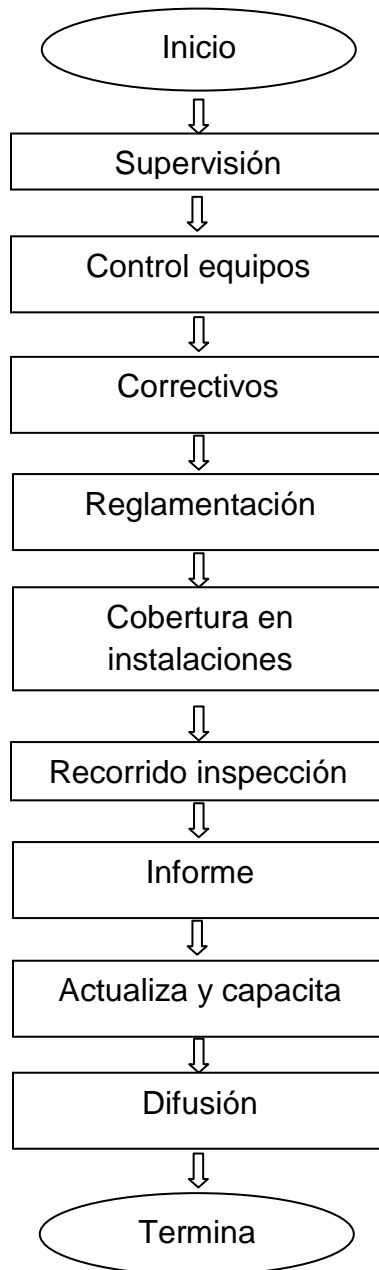 Inicio
Supervisión
Control equipos
Correctivos
Reglamentación
Cobertura en
instalaciones
Recorrido inspección
Informe
Actualiza y capacita
Difusión
Termina